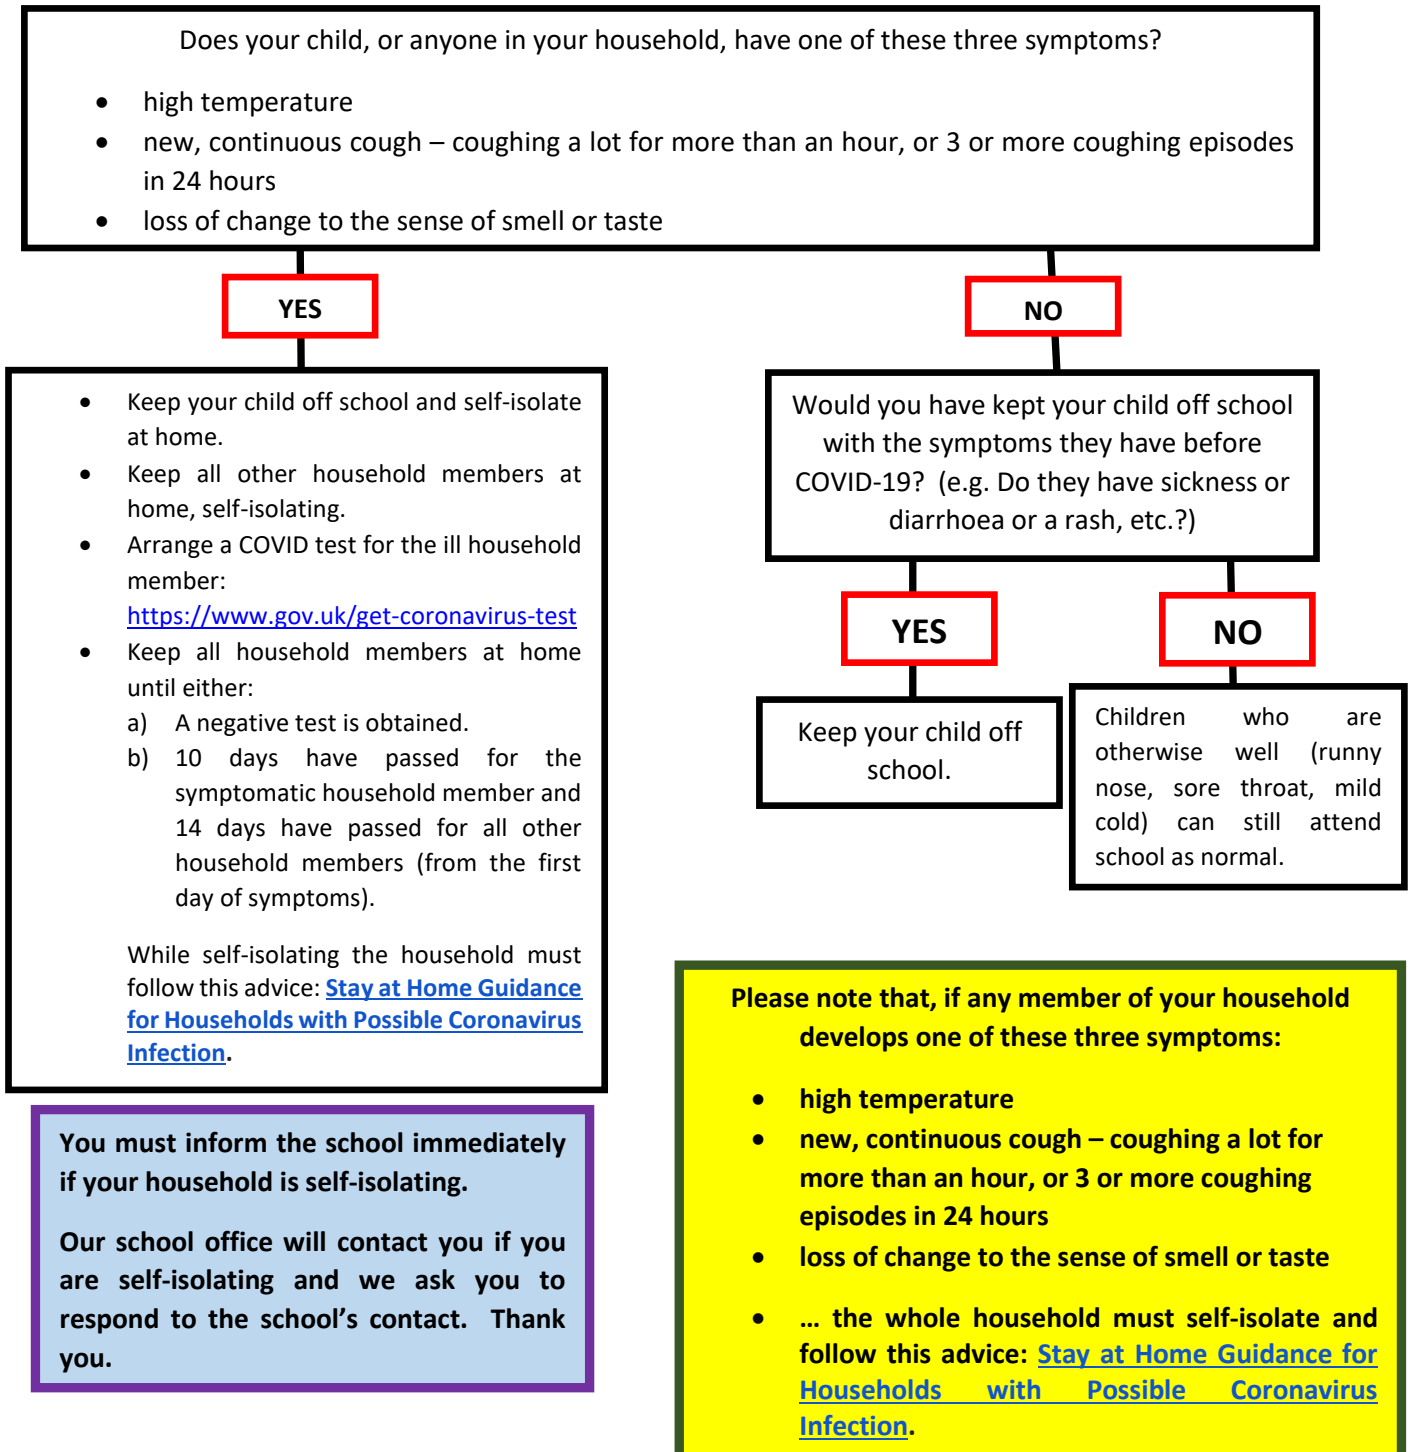 Does your child, or anyone in your household, have one of these three symptoms?
• high temperature
• new, continuous cough – coughing a lot for more than an hour, or 3 or more coughing episodes
in 24 hours
• loss of change to the sense of smell or taste
YES
NO
• Keep your child off school and self-isolate
at home.
• Keep all other household members at
home, self-isolating.
• Arrange a COVID test for the ill household
member:
https://www.gov.uk/get-coronavirus-test
• Keep all household members at home
until either:
a) A negative test is obtained.
b) 10 days have passed for the
symptomatic household member and
14 days have passed for all other
household members (from the first
day of symptoms).
While self-isolating the household must
follow this advice: Stay at Home Guidance
for Households with Possible Coronavirus
Infection.
Would you have kept your child off school
with the symptoms they have before
COVID-19? (e.g. Do they have sickness or
diarrhoea or a rash, etc.?)
YES
NO
Keep your child off
school.
Children who are
otherwise well (runny
nose, sore throat, mild
cold) can still attend
school as normal.
You must inform the school immediately
if your household is self-isolating.
Our school office will contact you if you
are self-isolating and we ask you to
respond to the school’s contact. Thank
you.
Please note that, if any member of your household
develops one of these three symptoms:
• high temperature
• new, continuous cough – coughing a lot for
more than an hour, or 3 or more coughing
episodes in 24 hours
• loss of change to the sense of smell or taste
• … the whole household must self-isolate and
follow this advice: Stay at Home Guidance for
Households with Possible Coronavirus
Infection.